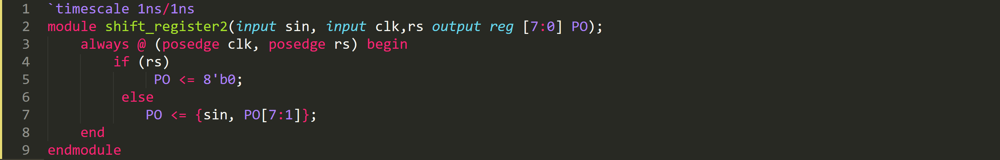 1 `timescale 1ns/1ns
2 module shift_register2(input sin, input clk,rs output reg [7:0] PO);
3 always @ (posedge clk, posedge rs) begin
4 if (rs)
5 PO <= 8'b0;
6 else
7 PO <= {sin, PO[7:1]};
8 end
9 endmodule